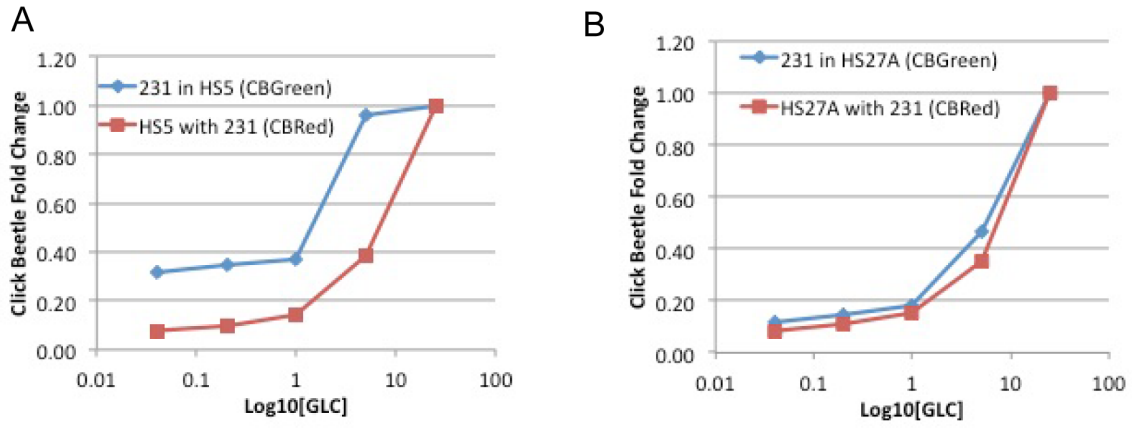 A
1.20
1.00
0.80
0.60
0.40
0.20
0.00
Click Beetle Fold Change
231 in HS5 (CBGreen)
HS5 with 231 (CBRed)
0.01 0.1 1 10 100
Log10[GLC]
B
1.20
1.00
0.80
0.60
0.40
0.20
0.00
Click Beetle Fold Change
231 in HS27A (CBGreen)
HS27A with 231 (CBRed)
0.01 0.1 1 10 100
Log10[GLC]